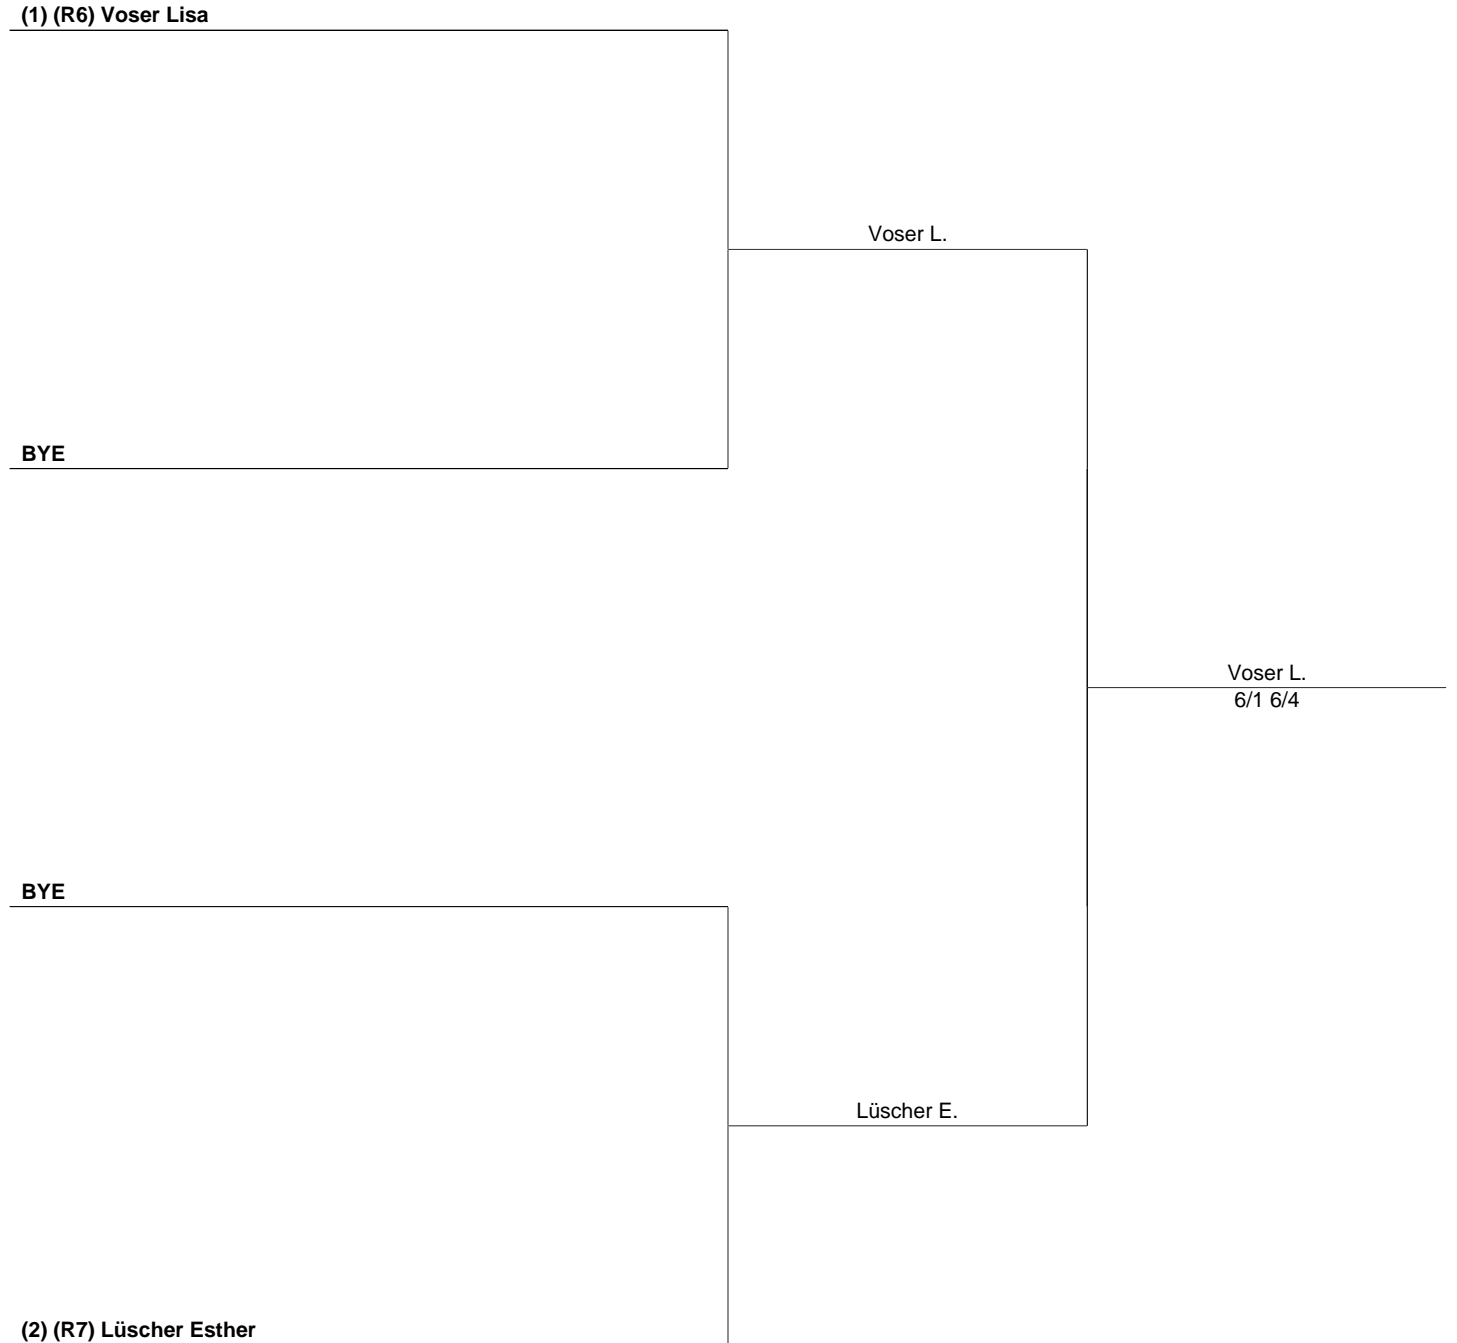 (1) (R6) Voser Lisa
Voser L.
BYE
Voser L.
6/1 6/4
BYE
Lüscher E.
(2) (R7) Lüscher Esther